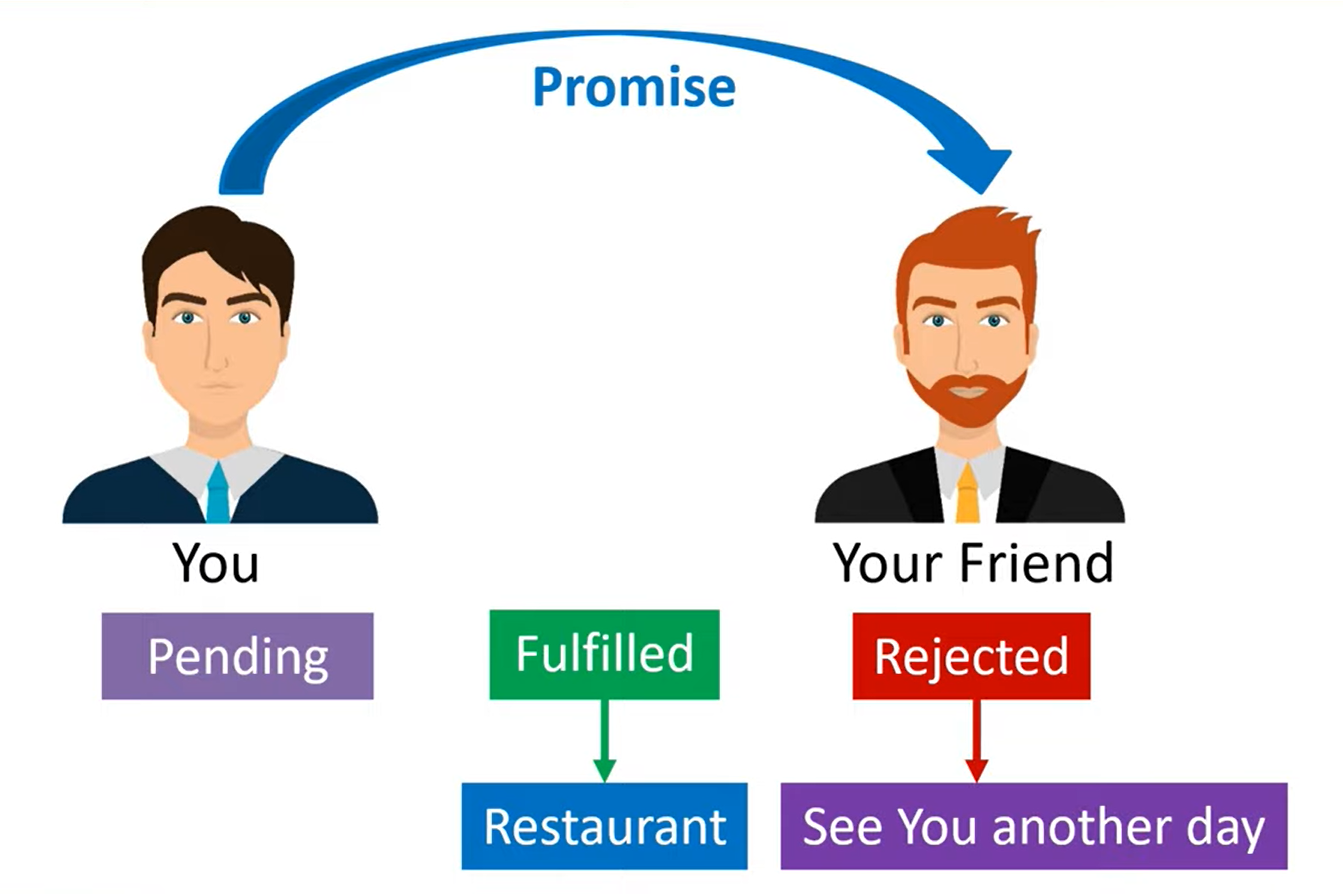 Promise
You
Your Friend
Pending
Fulfilled
Rejected
Restaurant
See You another day